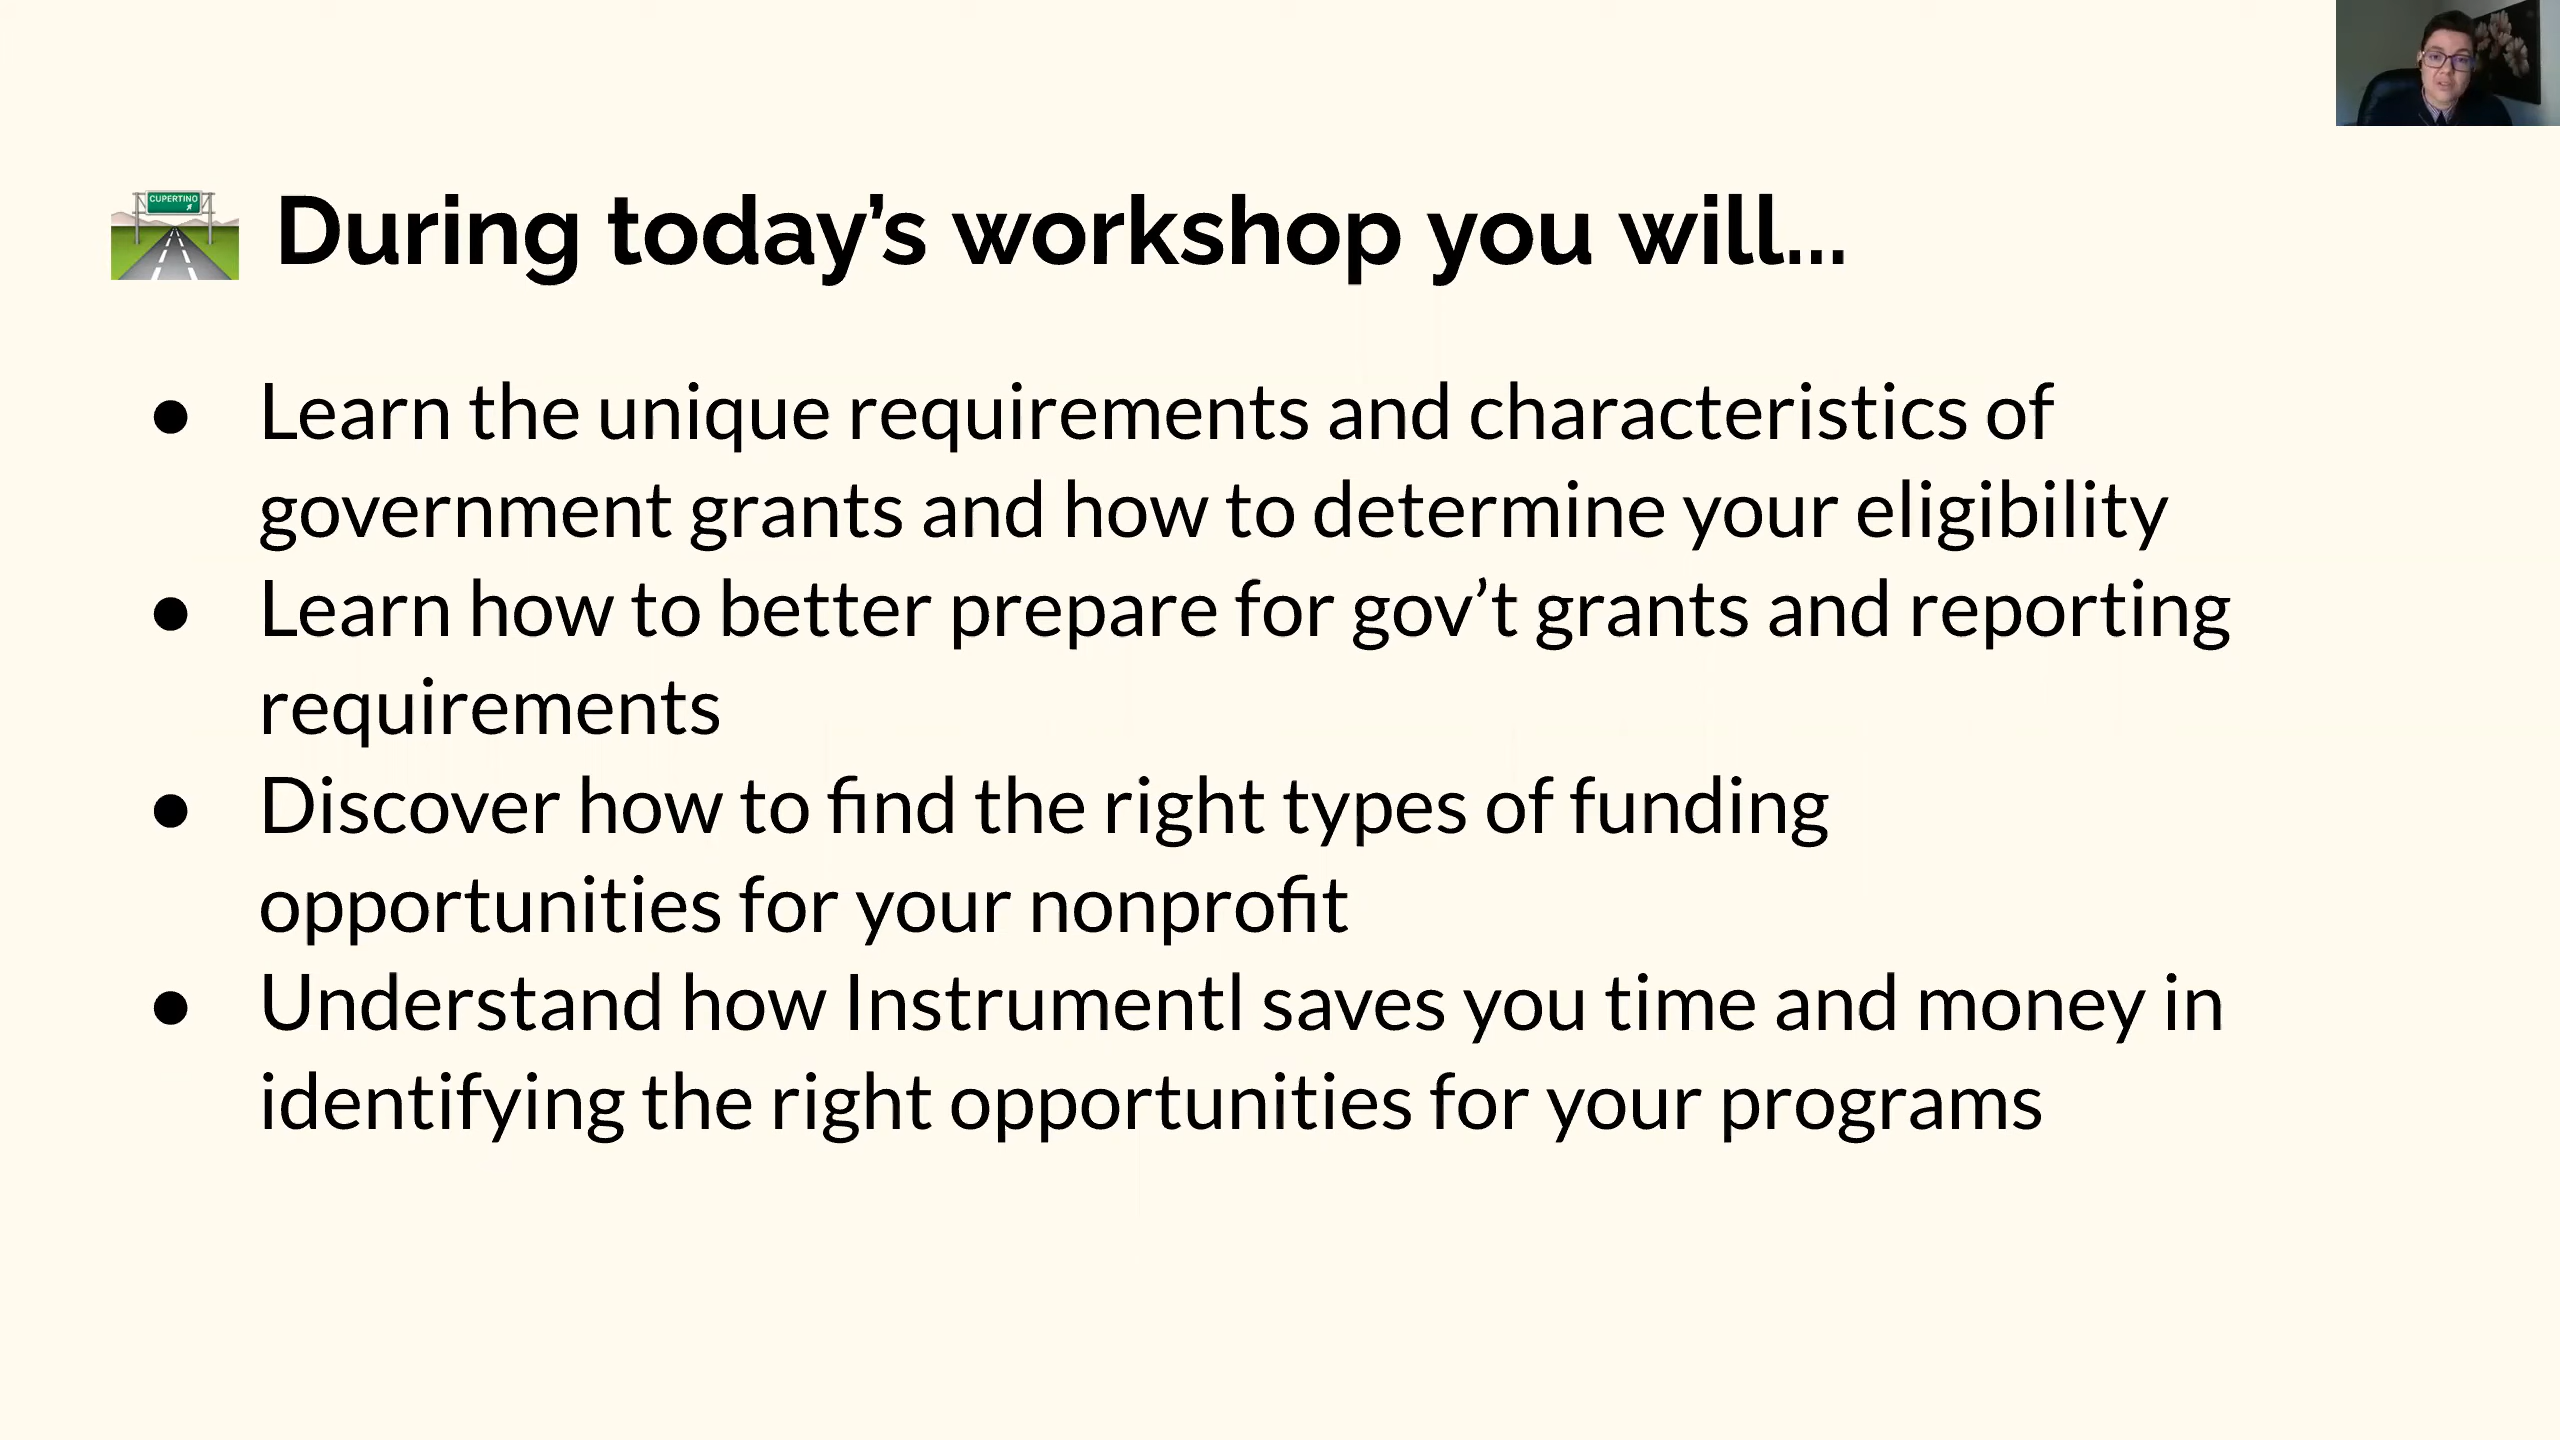 CUPERTINO
During today’s workshop you will...
● Learn the unique requirements and characteristics of
government grants and how to determine your eligibility
● Learn how to better prepare for gov’t grants and reporting
requirements
● Discover how to find the right types of funding
opportunities for your nonprofit
● Understand how Instrumentl saves you time and money in
identifying the right opportunities for your programs